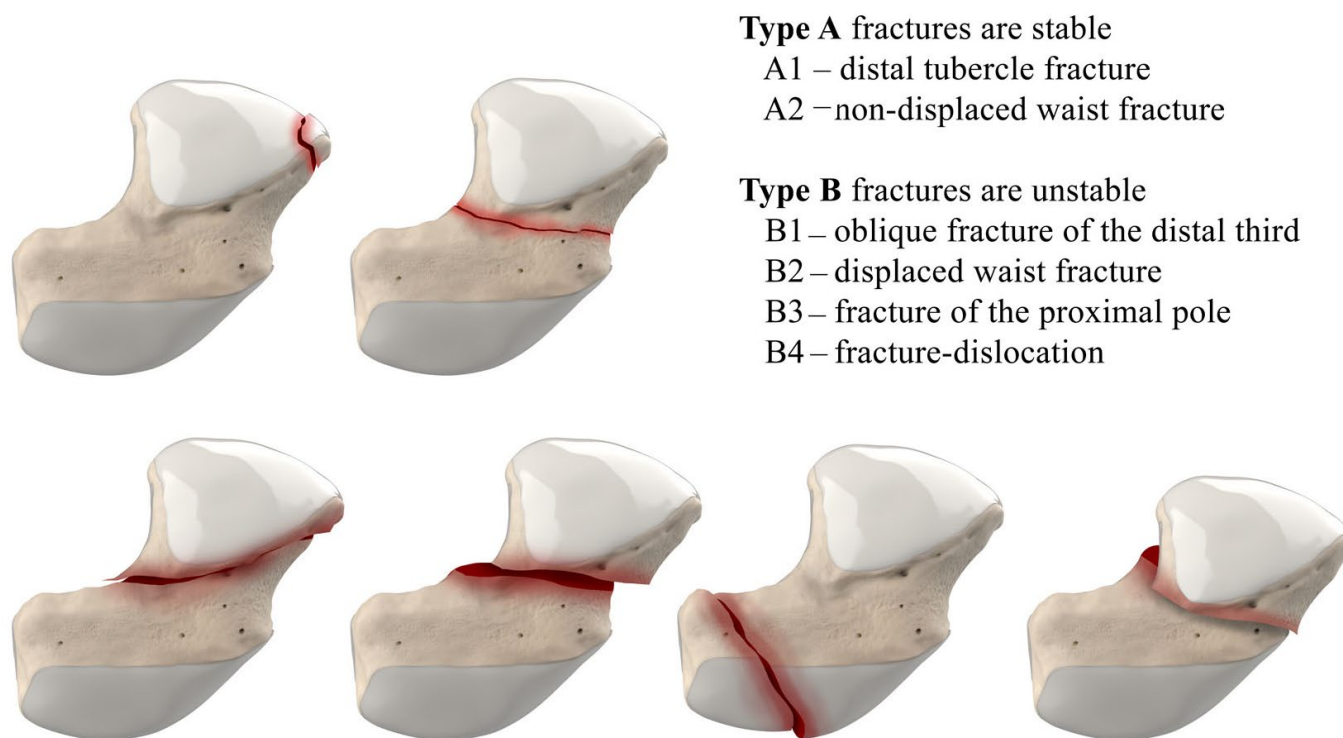 Type A fractures are stable
A1 – distal tubercle fracture
A2 – non-displaced waist fracture
Type B fractures are unstable
B1 – oblique fracture of the distal third
B2 – displaced waist fracture
B3 – fracture of the proximal pole
B4 – fracture-dislocation